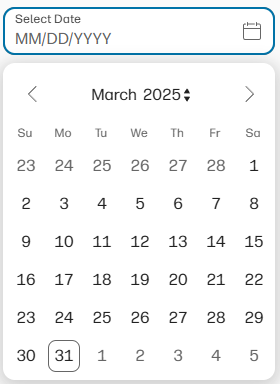 Select Date
MM/DD/YYYY
March 2025
Su Mo Tu We Th Fr Sa
23 24 25 26 27 28 1
2 3 4 5 6 7 8
9 10 11 12 13 14 15
16 17 18 19 20 21 22
23 24 25 26 27 28 29
30 31 1 2 3 4 5